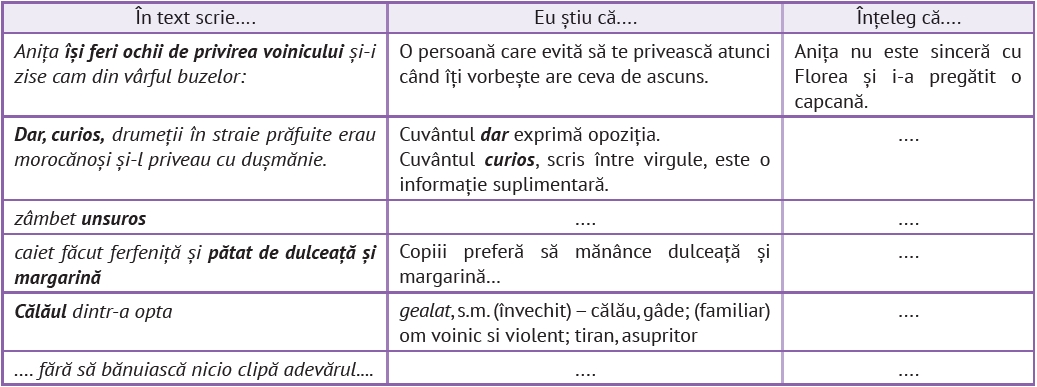 În text scrie....
Eu știu că....
Înțeleg că....
Anița își feri ochii de privirea voinicului și-i
zise cam din vârful buzelor:
O persoană care evită să te privească atunci
când îți vorbește are ceva de ascuns.
Anița nu este sinceră cu
Florea și i-a pregătit o
capcană.
Dar, curios, drumeții în straie prăfuite erau
morocănoși și-l priveau cu dușmănie.
Cuvântul dar exprimă opoziția.
Cuvântul curios, scris între virgule, este o
informație suplimentară.
....
zâmbet unsuros
....
....
caiet făcut ferfeniță și pătat de dulceață și
margarină
Copiii preferă să mănânce dulceață și
margarină...
....
Călăul dintr-a opta
gealat, s.m. (învechit) – călău, gâde; (familiar)
om voinic si violent; tiran, asupritor
....
.... fără să bănuiască nicio clipă adevărul....
....
....